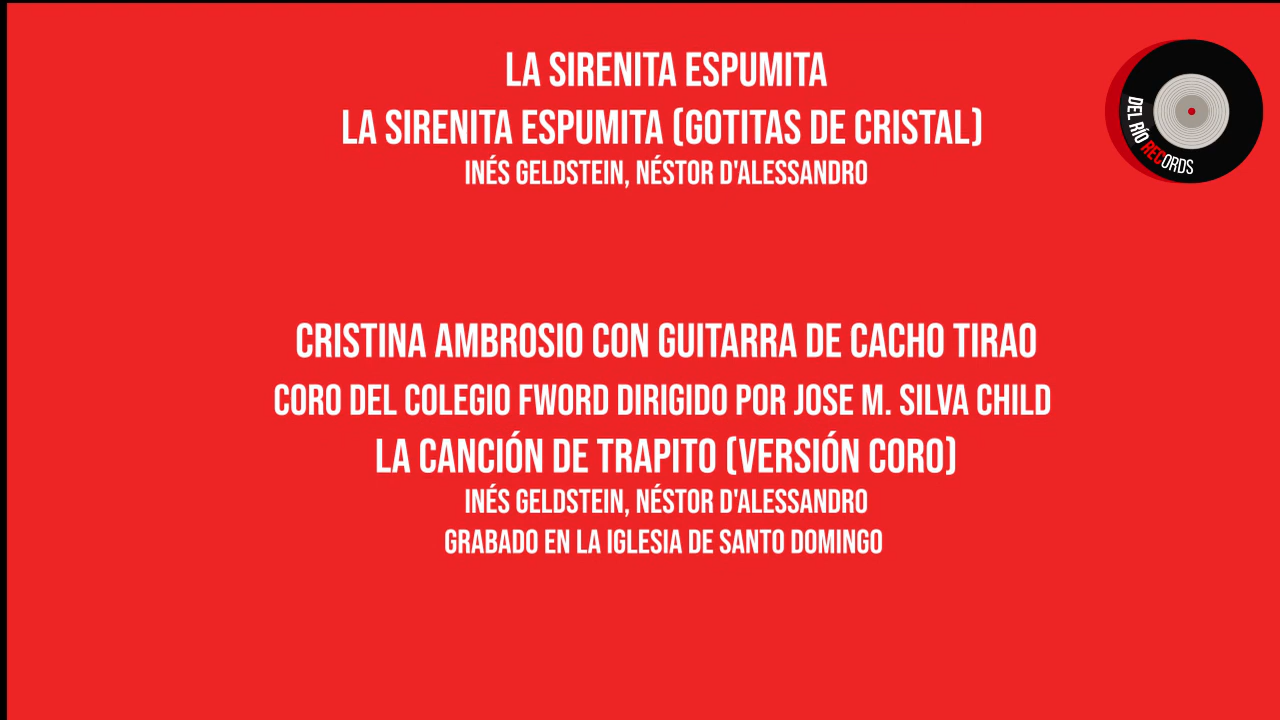 LA SIRENITA ESPUMITA
LA SIRENITA ESPUMITA (GOTITAS DE CRISTAL)
INÉS GELDSTEIN, NÉSTOR D'ALESSANDRO
DEL RÍO RECORDS
CRISTINA AMBROSIO CON GUITARRA DE CACHO TIRAO
CORO DEL COLEGIO FWORD DIRIGIDO POR JOSE M. SILVA CHILD
LA CANCIÓN DE TRAPITO (VERSIÓN CORO)
INÉS GELDSTEIN, NÉSTOR D'ALESSANDRO
GRABADO EN LA IGLESIA DE SANTO DOMINGO